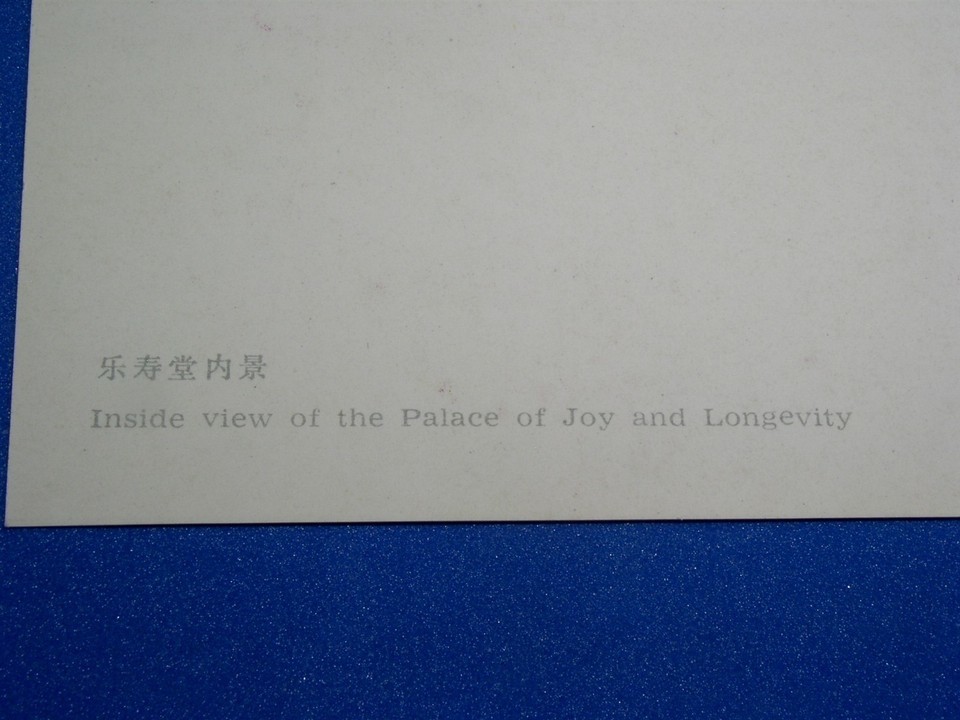 乐寿堂内景
Inside view of the Palace of Joy and Longevity